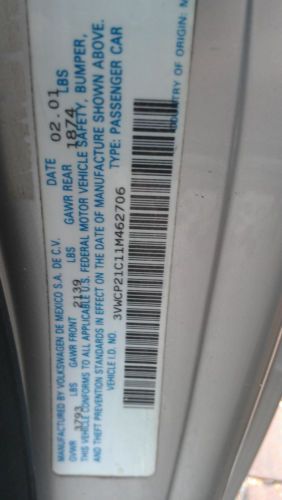 MANUFACTURED BY VOLKSWAGEN DE MEXICO S.A. DE C.V. DATE 02.01
GVWR 3793 LBS GAWR FRONT 2139 LBS GAWR REAR 1874 LBS
THIS VEHICLE CONFORMS TO ALL APPLICABLE U.S. FEDERAL MOTOR VEHICLE SAFETY, BUMPER,
AND THEFT PREVENTION STANDARDS IN EFFECT ON THE DATE OF MANUFACTURE SHOWN ABOVE.
VEHICLE I.D. NO. 3VWCP21C11M462706 TYPE: PASSENGER CAR
COUNTRY OF ORIGIN: M